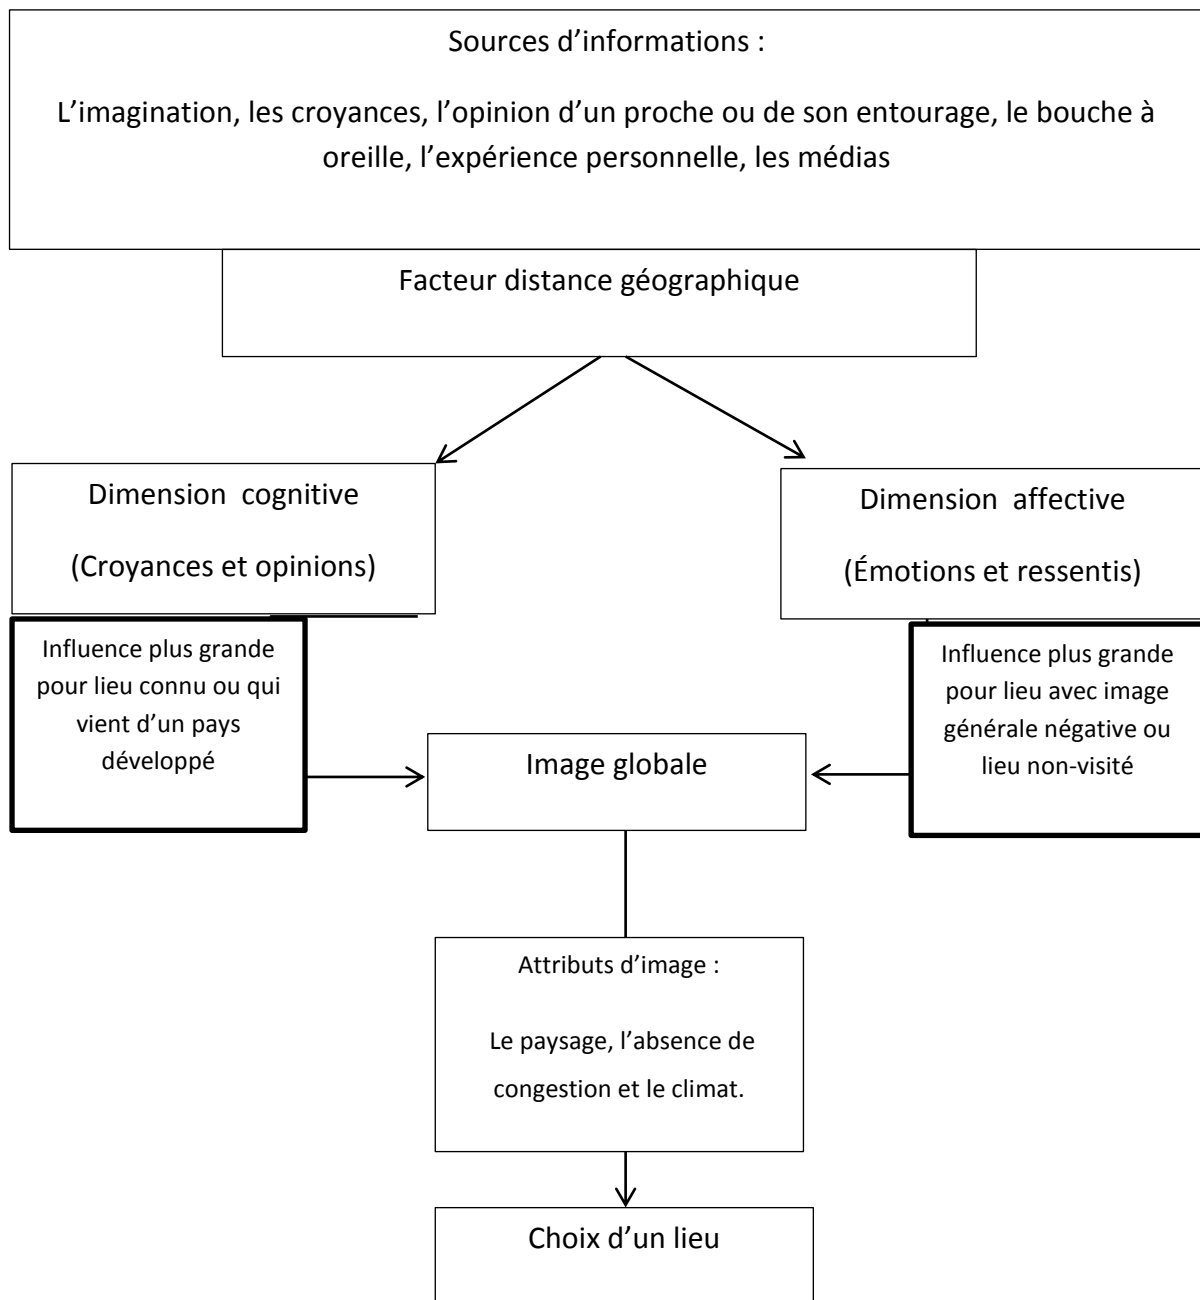 Sources d’informations :
L’imagination, les croyances, l’opinion d’un proche ou de son entourage, le bouche à
oreille, l’expérience personnelle, les médias
Facteur distance géographique
Dimension  cognitive
(Croyances et opinions)
Dimension  affective
(Émotions et ressentis)
Influence plus grande
pour lieu connu ou qui
vient d’un pays
développé
Influence plus grande
pour lieu avec image
générale négative ou
lieu non-visité
Image globale
Attributs d’image :
Le paysage, l’absence de
congestion et le climat.
Choix d’un lieu